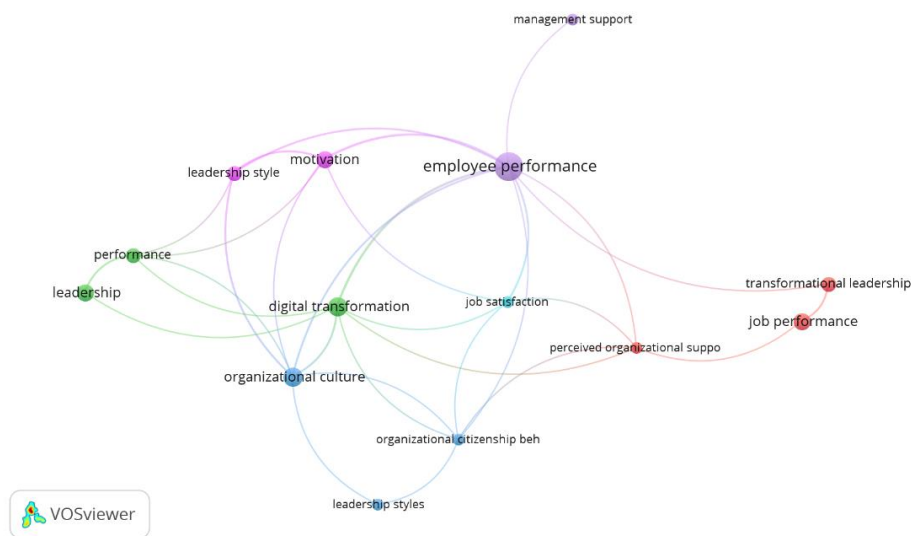 management support
motivation
leadership style
employee performance
performance
leadership
transformational leadership
digital transformation
job satisfaction
job performance
perceived organizational suppo
organizational culture
organizational citizenship beh
leadership styles
VOSviewer